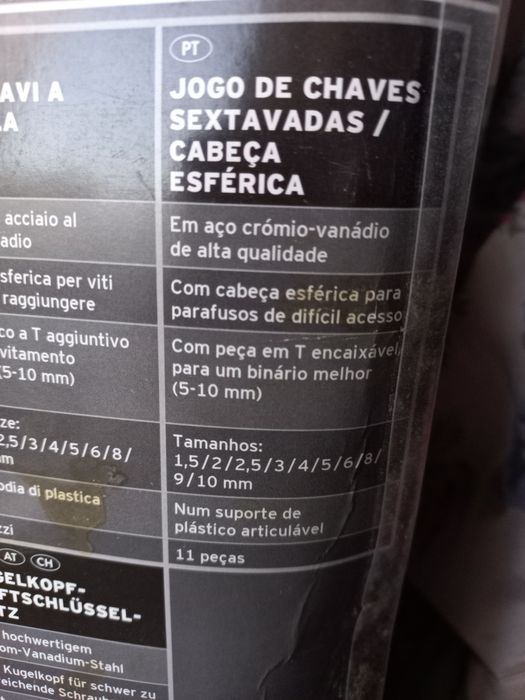 AVI A
LA
acciaio al
adio
sferica per viti
raggiungere
co a T aggiuntivo
vitamento
(5-10 mm)
ze:
2,5/3/4/5/6/8/
mm
odia di plastica
zzi
PT
JOGO DE CHAVES
SEXTAVADAS /
CABEÇA
ESFÉRICA
Em aço crómio-vanádio
de alta qualidade
Com cabeça esférica para
parafusos de difícil acesso
Com peça em T encaixável
para um binário melhor
(5-10 mm)
Tamanhos:
1,5/2/2,5/3/4/5/6/8/
9/10 mm
Num suporte de
plástico articulável
11 peças
AT CH
GELKOPF-
FTSCHLÜSSEL-
TZ
hochwertigem
om-Vanadium-Stahl
Kugelkopf für schwer zu
eichende Schraub